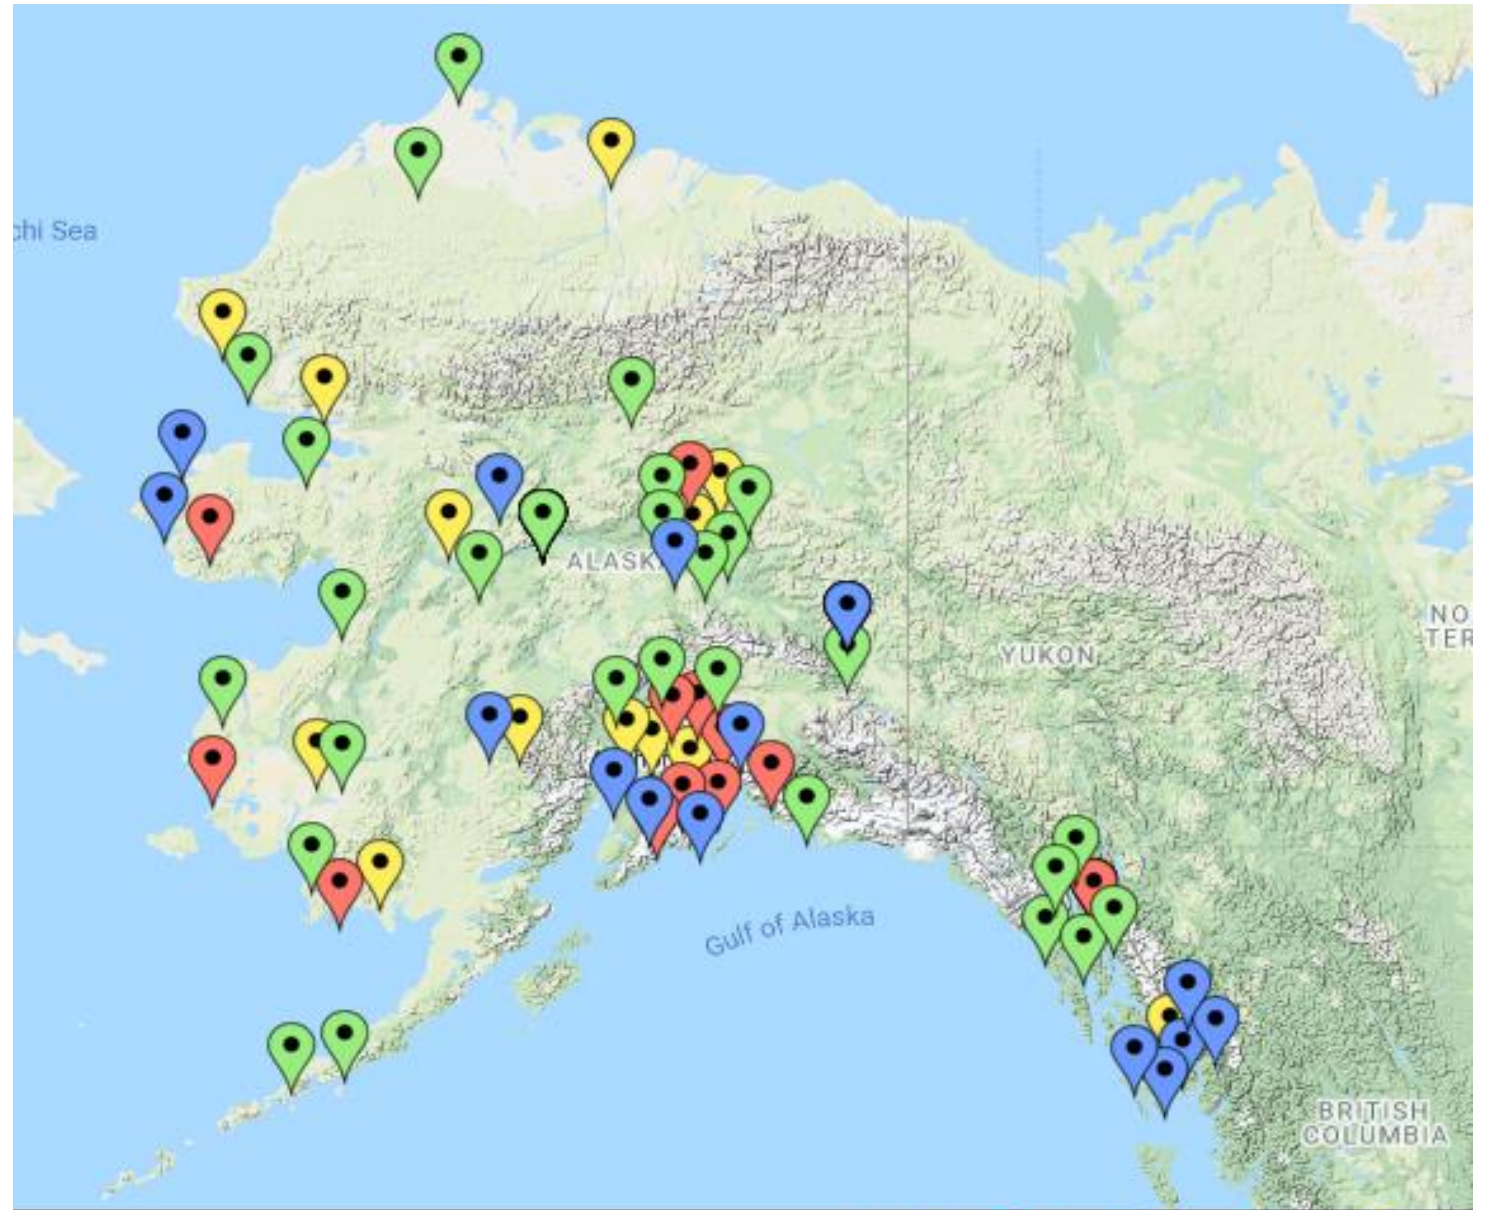 chi Sea
ALASK
NO
TER
YUKON
Gulf of Alaska
BRITISH
COLUMBIA